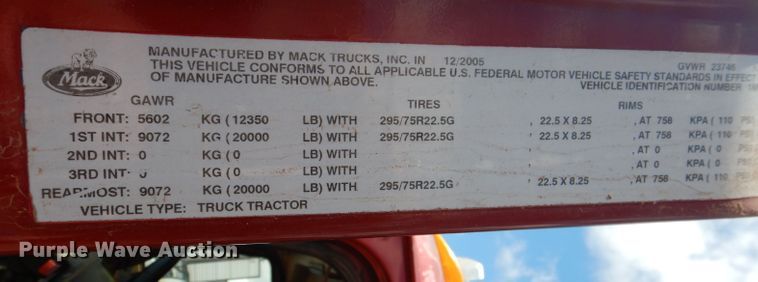 Mack
MANUFACTURED BY MACK TRUCKS, INC. IN 12/2005 GVWR 23746
THIS VEHICLE CONFORMS TO ALL APPLICABLE U.S. FEDERAL MOTOR VEHICLE SAFETY STANDARDS IN EFFECT
OF MANUFACTURE SHOWN ABOVE. VEHICLE IDENTIFICATION NUMBER
GAWR TIRES RIMS
FRONT: 5602 KG (12350 LB) WITH 295/75R22.5G , 22.5 X 8.25 , AT 758 KPA ( 110 PSI
1ST INT: 9072 KG (20000 LB) WITH 295/75R22.5G , 22.5 X 8.25 , AT 758 KPA ( 110 PSI
2ND INT: 0 KG ( 0 LB) WITH , , AT 0 KPA ( 0 PSI
3RD INT: 0 KG ( 0 LB) WITH , , AT 0 KPA ( 0 PSI
REARMOST: 9072 KG (20000 LB) WITH 295/75R22.5G , 22.5 X 8.25 , AT 758 KPA ( 110 PSI
VEHICLE TYPE: TRUCK TRACTOR
Purple Wave Auction